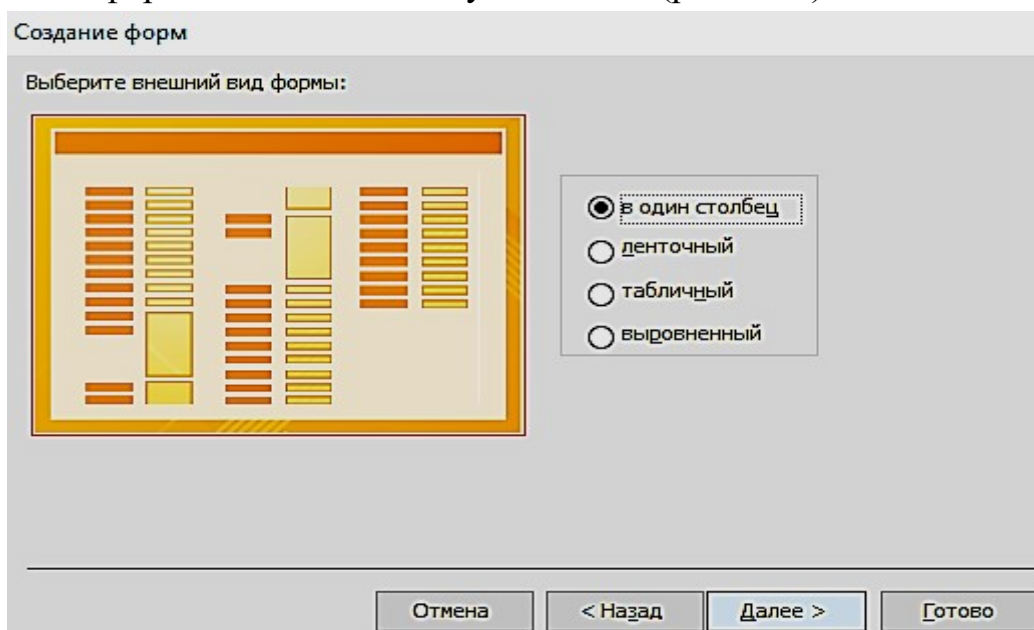 Создание форм
Выберите внешний вид формы:
в один столбец
ленточный
табличный
выровненный
Отмена
< Назад
Далее >
Готово